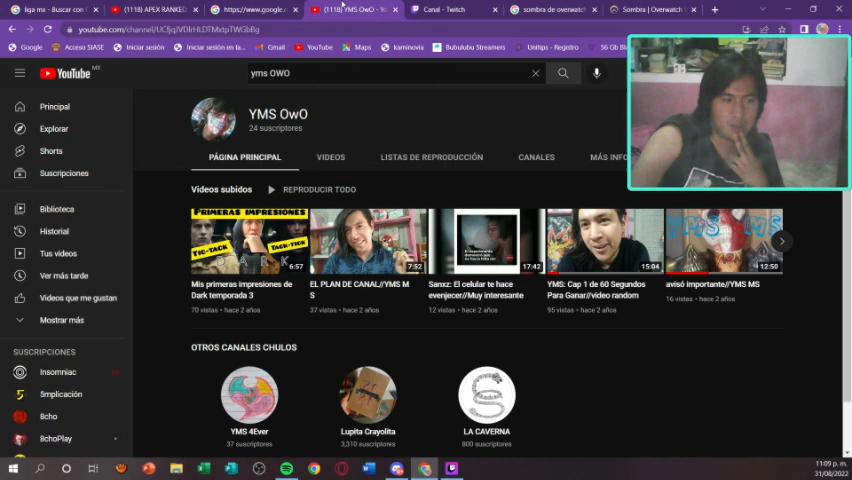 liga mx - Buscar con
(1118) APEX RANKED
https://www.google.c
(1118) YMS OwO - Yo
Canal - Twitch
sombra de overwatch
Sombra | Overwatch
youtube.com/channel/UCfjqJVDIrHLDTMxtpTWGbBg
Google
Acceso SIASE
Iniciar sesión
Iniciar sesión
Gmail
YouTube
Maps
kaminovia
Bubulubu Streamers
Unitips - Registro
56 Gb
YouTube MX
yms OWO
Principal
Explorar
Shorts
Suscripciones
Biblioteca
Historial
Tus videos
Ver más tarde
Videos que me gustan
Mostrar más
SUSCRIPCIONES
Insomniac
5mplicación
8cho
8choPlay
YMS OwO
24 suscriptores
PÁGINA PRINCIPAL
VIDEOS
LISTAS DE REPRODUCCIÓN
CANALES
MÁS INFO
Videos subidos
REPRODUCIR TODO
PRIMERAS IMPRESIONES
TIC-TACK
TACK-TICK
DARK
6:57
7:52
17:42
15:04
YMS MS
12:50
Mis primeras impresiones de
Dark temporada 3
70 vistas • hace 2 años
EL PLAN DE CANAL//YMS M
S
37 vistas • hace 2 años
Sanxz: El celular te hace
evenjecer//Muy interesante
12 vistas • hace 2 años
YMS: Cap 1 de 60 Segundos
Para Ganar//video random
95 vistas • hace 2 años
avisó importante//YMS MS
16 vistas • hace 2 años
OTROS CANALES CHULOS
YMS 4Ever
37 suscriptores
Lupita Crayolita
3,310 suscriptores
LA CAVERNA
800 suscriptores
11:09 p. m.
31/08/2022